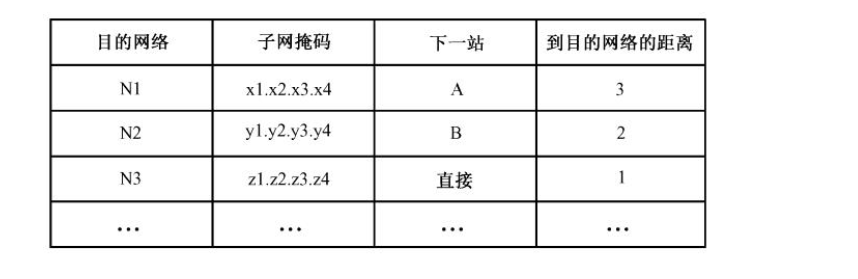 目的网络 子网掩码 下一站 到目的网络的距离
N1 x1.x2.x3.x4 A 3
N2 y1.y2.y3.y4 B 2
N3 z1.z2.z3.z4 直接 1
… … … …